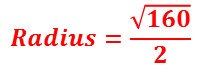 Radius = √160 / 2